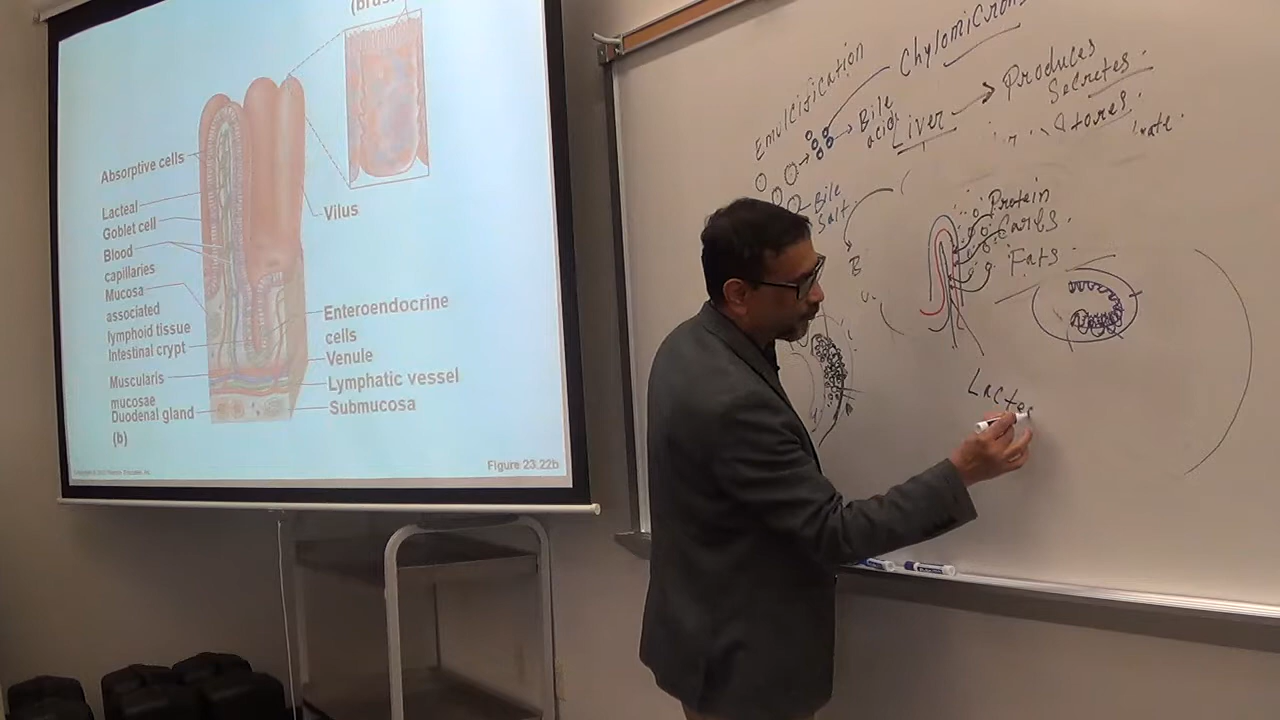 Absorptive cells
Lacteal
Goblet cell
Blood
capillaries
Mucosa
associated
lymphoid tissue
Intestinal crypt
Muscularis
mucosae
Duodenal gland
(b)
Vilus
Enteroendocrine
cells
Venule
Lymphatic vessel
Submucosa
Figure 23.22b
Emulcification
Chylomicrons
Bile
acid
Liver
Produces
Secretes.
Stores.
Bile
Salt
Protein
Carbs.
Fats
Lacte